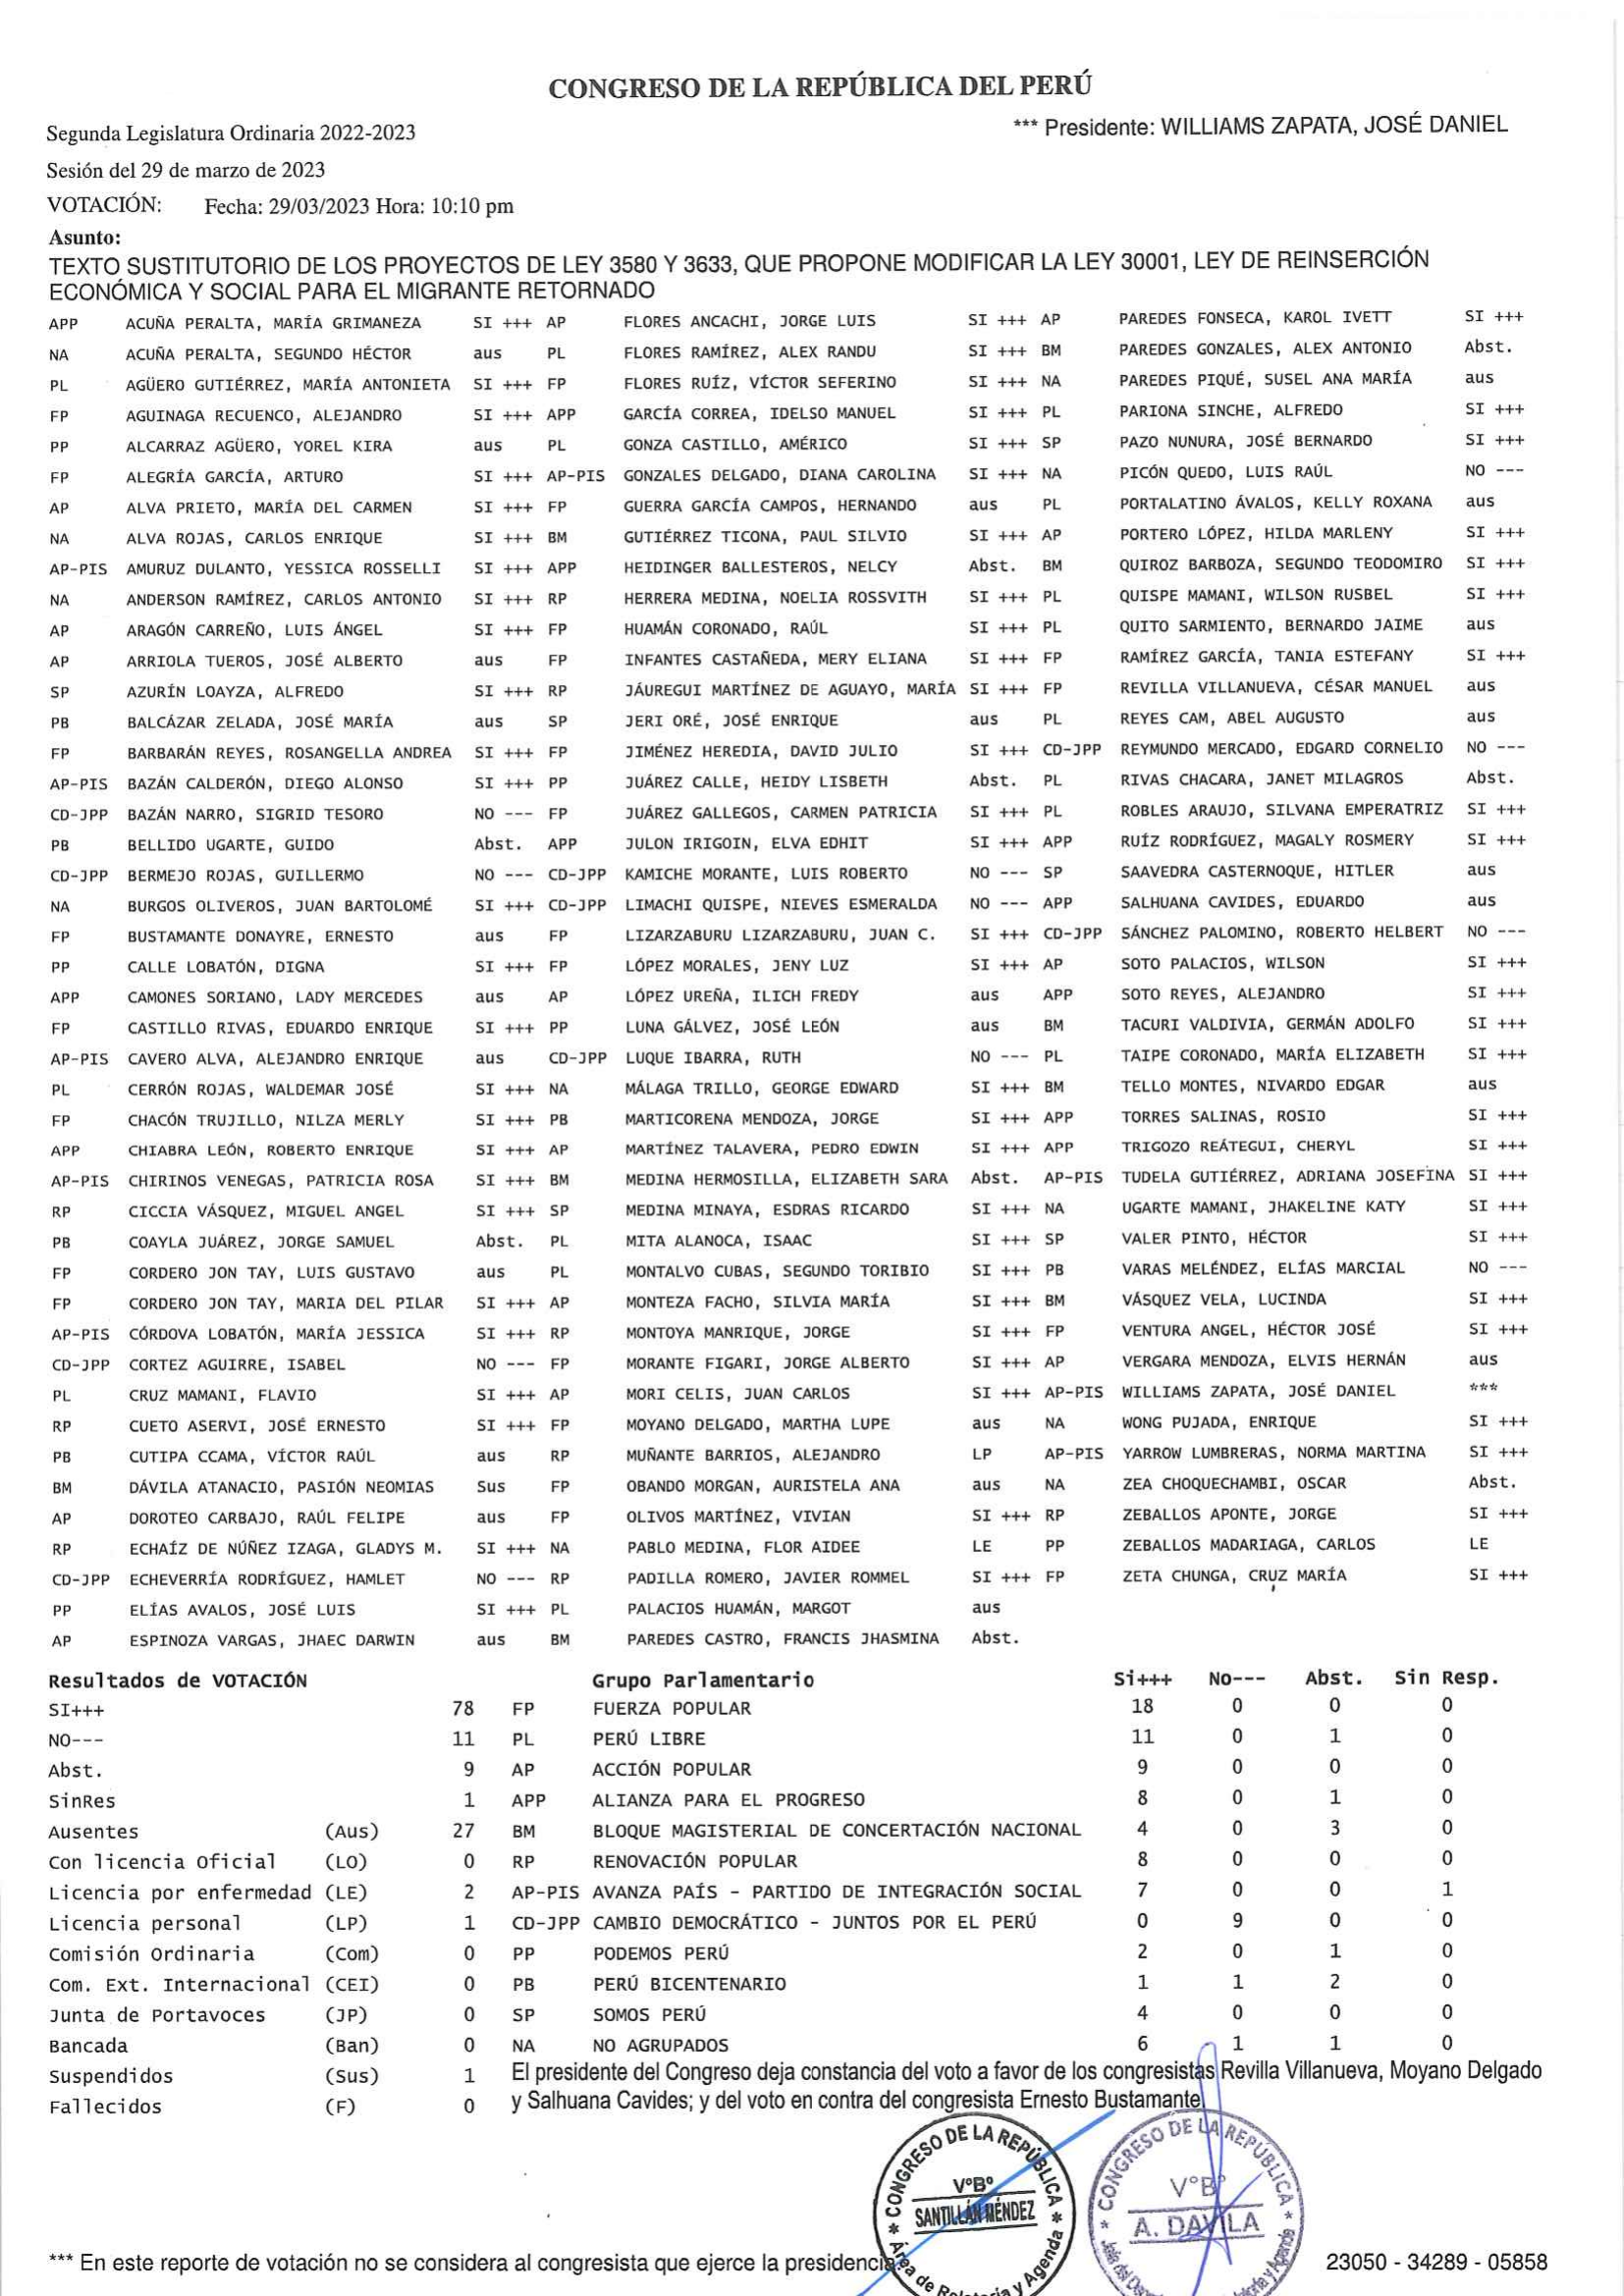 CONGRESO DE LA REPÚBLICA DEL PERÚ
Segunda Legislatura Ordinaria 2022-2023 *** Presidente: WILLIAMS ZAPATA, JOSÉ DANIEL
Sesión del 29 de marzo de 2023
VOTACIÓN: Fecha: 29/03/2023 Hora: 10:10 pm
Asunto:
TEXTO SUSTITUTORIO DE LOS PROYECTOS DE LEY 3580 Y 3633, QUE PROPONE MODIFICAR LA LEY 30001, LEY DE REINSERCIÓN
ECONÓMICA Y SOCIAL PARA EL MIGRANTE RETORNADO
APP ACUÑA PERALTA, MARÍA GRIMANEZA SI +++ AP FLORES ANCACHI, JORGE LUIS SI +++ AP PAREDES FONSECA, KAROL IVETT SI +++
NA ACUÑA PERALTA, SEGUNDO HÉCTOR aus PL FLORES RAMÍREZ, ALEX RANDU SI +++ BM PAREDES GONZALES, ALEX ANTONIO Abst.
PL AGÜERO GUTIÉRREZ, MARÍA ANTONIETA SI +++ FP FLORES RUÍZ, VÍCTOR SEFERINO SI +++ NA PAREDES PIQUÉ, SUSEL ANA MARÍA aus
FP AGUINAGA RECUENCO, ALEJANDRO SI +++ APP GARCÍA CORREA, IDELSO MANUEL SI +++ PL PARIONA SINCHE, ALFREDO SI +++
PP ALCARRAZ AGÜERO, YOREL KIRA aus PL GONZA CASTILLO, AMÉRICO SI +++ SP PAZO NUNURA, JOSÉ BERNARDO SI +++
FP ALEGRÍA GARCÍA, ARTURO SI +++ AP-PIS GONZALES DELGADO, DIANA CAROLINA SI +++ NA PICÓN QUEDO, LUIS RAÚL NO ---
AP ALVA PRIETO, MARÍA DEL CARMEN SI +++ FP GUERRA GARCÍA CAMPOS, HERNANDO aus PL PORTALATINO ÁVALOS, KELLY ROXANA aus
NA ALVA ROJAS, CARLOS ENRIQUE SI +++ BM GUTIÉRREZ TICONA, PAUL SILVIO SI +++ AP PORTERO LÓPEZ, HILDA MARLENY SI +++
AP-PIS AMURUZ DULANTO, YESSICA ROSSELLI SI +++ APP HEIDINGER BALLESTEROS, NELCY Abst. BM QUIROZ BARBOZA, SEGUNDO TEODOMIRO SI +++
NA ANDERSON RAMÍREZ, CARLOS ANTONIO SI +++ RP HERRERA MEDINA, NOELIA ROSSVITH SI +++ PL QUISPE MAMANI, WILSON RUSBEL SI +++
AP ARAGÓN CARREÑO, LUIS ÁNGEL SI +++ FP HUAMÁN CORONADO, RAÚL SI +++ PL QUITO SARMIENTO, BERNARDO JAIME aus
AP ARRIOLA TUEROS, JOSÉ ALBERTO aus FP INFANTES CASTAÑEDA, MERY ELIANA SI +++ FP RAMÍREZ GARCÍA, TANIA ESTEFANY SI +++
SP AZURÍN LOAYZA, ALFREDO SI +++ RP JÁUREGUI MARTÍNEZ DE AGUAYO, MARÍA SI +++ FP REVILLA VILLANUEVA, CÉSAR MANUEL aus
PB BALCÁZAR ZELADA, JOSÉ MARÍA aus SP JERI ORÉ, JOSÉ ENRIQUE aus PL REYES CAM, ABEL AUGUSTO aus
FP BARBARÁN REYES, ROSANGELLA ANDREA SI +++ FP JIMÉNEZ HEREDIA, DAVID JULIO SI +++ CD-JPP REYMUNDO MERCADO, EDGARD CORNELIO NO ---
AP-PIS BAZÁN CALDERÓN, DIEGO ALONSO SI +++ PP JUÁREZ CALLE, HEIDY LISBETH Abst. PL RIVAS CHACARA, JANET MILAGROS Abst.
CD-JPP BAZÁN NARRO, SIGRID TESORO NO --- FP JUÁREZ GALLEGOS, CARMEN PATRICIA SI +++ PL ROBLES ARAUJO, SILVANA EMPERATRIZ SI +++
PB BELLIDO UGARTE, GUIDO Abst. APP JULON IRIGOIN, ELVA EDHIT SI +++ APP RUÍZ RODRÍGUEZ, MAGALY ROSMERY SI +++
CD-JPP BERMEJO ROJAS, GUILLERMO NO --- CD-JPP KAMICHE MORANTE, LUIS ROBERTO NO --- SP SAAVEDRA CASTERNOQUE, HITLER aus
NA BURGOS OLIVEROS, JUAN BARTOLOMÉ SI +++ CD-JPP LIMACHI QUISPE, NIEVES ESMERALDA NO --- APP SALHUANA CAVIDES, EDUARDO aus
FP BUSTAMANTE DONAYRE, ERNESTO aus FP LIZARZABURU LIZARZABURU, JUAN C. SI +++ CD-JPP SÁNCHEZ PALOMINO, ROBERTO HELBERT NO ---
PP CALLE LOBATÓN, DIGNA SI +++ FP LÓPEZ MORALES, JENY LUZ SI +++ AP SOTO PALACIOS, WILSON SI +++
APP CAMONES SORIANO, LADY MERCEDES aus AP LÓPEZ UREÑA, ILICH FREDY aus APP SOTO REYES, ALEJANDRO SI +++
FP CASTILLO RIVAS, EDUARDO ENRIQUE SI +++ PP LUNA GÁLVEZ, JOSÉ LEÓN aus BM TACURI VALDIVIA, GERMÁN ADOLFO SI +++
AP-PIS CAVERO ALVA, ALEJANDRO ENRIQUE aus CD-JPP LUQUE IBARRA, RUTH NO --- PL TAIPE CORONADO, MARÍA ELIZABETH SI +++
PL CERRÓN ROJAS, WALDEMAR JOSÉ SI +++ NA MÁLAGA TRILLO, GEORGE EDWARD SI +++ BM TELLO MONTES, NIVARDO EDGAR aus
FP CHACÓN TRUJILLO, NILZA MERLY SI +++ PB MARTICORENA MENDOZA, JORGE SI +++ APP TORRES SALINAS, ROSIO SI +++
APP CHIABRA LEÓN, ROBERTO ENRIQUE SI +++ AP MARTÍNEZ TALAVERA, PEDRO EDWIN SI +++ APP TRIGOZO REÁTEGUI, CHERYL SI +++
AP-PIS CHIRINOS VENEGAS, PATRICIA ROSA SI +++ BM MEDINA HERMOSILLA, ELIZABETH SARA Abst. AP-PIS TUDELA GUTIÉRREZ, ADRIANA JOSEFINA SI +++
RP CICCIA VÁSQUEZ, MIGUEL ANGEL SI +++ SP MEDINA MINAYA, ESDRAS RICARDO SI +++ NA UGARTE MAMANI, JHAKELINE KATY SI +++
PB COAYLA JUÁREZ, JORGE SAMUEL Abst. PL MITA ALANOCA, ISAAC SI +++ SP VALER PINTO, HÉCTOR SI +++
FP CORDERO JON TAY, LUIS GUSTAVO aus PL MONTALVO CUBAS, SEGUNDO TORIBIO SI +++ PB VARAS MELÉNDEZ, ELÍAS MARCIAL NO ---
FP CORDERO JON TAY, MARIA DEL PILAR SI +++ AP MONTEZA FACHO, SILVIA MARÍA SI +++ BM VÁSQUEZ VELA, LUCINDA SI +++
AP-PIS CÓRDOVA LOBATÓN, MARÍA JESSICA SI +++ RP MONTOYA MANRIQUE, JORGE SI +++ FP VENTURA ANGEL, HÉCTOR JOSÉ SI +++
CD-JPP CORTEZ AGUIRRE, ISABEL NO --- FP MORANTE FIGARI, JORGE ALBERTO SI +++ AP VERGARA MENDOZA, ELVIS HERNÁN aus
PL CRUZ MAMANI, FLAVIO SI +++ AP MORI CELIS, JUAN CARLOS SI +++ AP-PIS WILLIAMS ZAPATA, JOSÉ DANIEL ***
RP CUETO ASERVI, JOSÉ ERNESTO SI +++ FP MOYANO DELGADO, MARTHA LUPE aus NA WONG PUJADA, ENRIQUE SI +++
PB CUTIPA CCAMA, VÍCTOR RAÚL aus RP MUÑANTE BARRIOS, ALEJANDRO LP AP-PIS YARROW LUMBRERAS, NORMA MARTINA SI +++
BM DÁVILA ATANACIO, PASIÓN NEOMIAS Sus FP OBANDO MORGAN, AURISTELA ANA aus NA ZEA CHOQUECHAMBI, OSCAR Abst.
AP DOROTEO CARBAJO, RAÚL FELIPE aus FP OLIVOS MARTÍNEZ, VIVIAN SI +++ RP ZEBALLOS APONTE, JORGE SI +++
RP ECHAÍZ DE NÚÑEZ IZAGA, GLADYS M. SI +++ NA PABLO MEDINA, FLOR AIDEE LE PP ZEBALLOS MADARIAGA, CARLOS LE
CD-JPP ECHEVERRÍA RODRÍGUEZ, HAMLET NO --- RP PADILLA ROMERO, JAVIER ROMMEL SI +++ FP ZETA CHUNGA, CRUZ MARÍA SI +++
PP ELÍAS AVALOS, JOSÉ LUIS SI +++ PL PALACIOS HUAMÁN, MARGOT aus
AP ESPINOZA VARGAS, JHAEC DARWIN aus BM PAREDES CASTRO, FRANCIS JHASMINA Abst.
Resultados de VOTACIÓN Grupo Parlamentario Si+++ No--- Abst. Sin Resp.
SI+++ 78 FP FUERZA POPULAR 18 0 0 0
NO--- 11 PL PERÚ LIBRE 11 0 1 0
Abst. 9 AP ACCIÓN POPULAR 9 0 0 0
SinRes 1 APP ALIANZA PARA EL PROGRESO 8 0 1 0
Ausentes (Aus) 27 BM BLOQUE MAGISTERIAL DE CONCERTACIÓN NACIONAL 4 0 3 0
Con licencia Oficial (LO) 0 RP RENOVACIÓN POPULAR 8 0 0 0
Licencia por enfermedad (LE) 2 AP-PIS AVANZA PAÍS - PARTIDO DE INTEGRACIÓN SOCIAL 7 0 0 1
Licencia personal (LP) 1 CD-JPP CAMBIO DEMOCRÁTICO - JUNTOS POR EL PERÚ 0 9 0 0
Comisión Ordinaria (Com) 0 PP PODEMOS PERÚ 2 0 1 0
Com. Ext. Internacional (CEI) 0 PB PERÚ BICENTENARIO 1 1 2 0
Junta de Portavoces (JP) 0 SP SOMOS PERÚ 4 0 0 0
Bancada (Ban) 0 NA NO AGRUPADOS 6 1 1 0
Suspendidos (Sus) 1 El presidente del Congreso deja constancia del voto a favor de los congresistas Revilla Villanueva, Moyano Delgado
Fallecidos (F) 0 y Salhuana Cavides; y del voto en contra del congresista Ernesto Bustamante
* CONGRESO DE LA REPÚBLICA *
V°B°
SANTILLÁN MÉNDEZ
Área de Relatoría y Agenda
* CONGRESO DE LA REPÚBLICA *
V°B°
A. DAVILA
*** En este reporte de votación no se considera al congresista que ejerce la presidencia. 23050 - 34289 - 05858